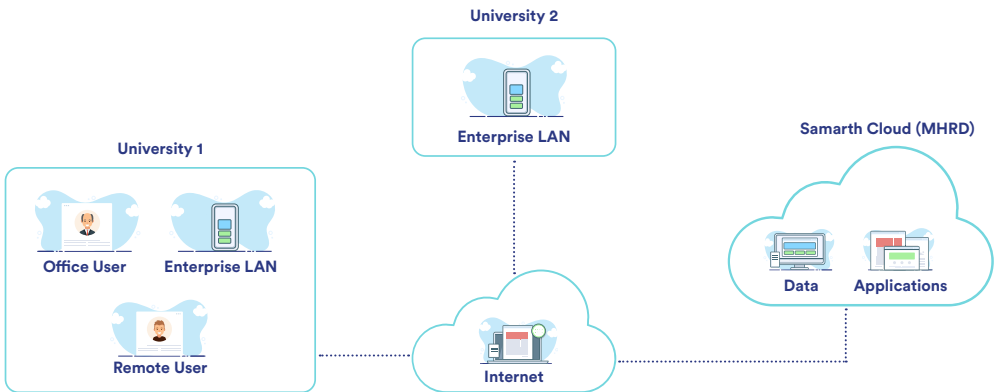 University 2
Enterprise LAN
Samarth Cloud (MHRD)
University 1
Office User
Enterprise LAN
Data
Applications
Remote User
Internet